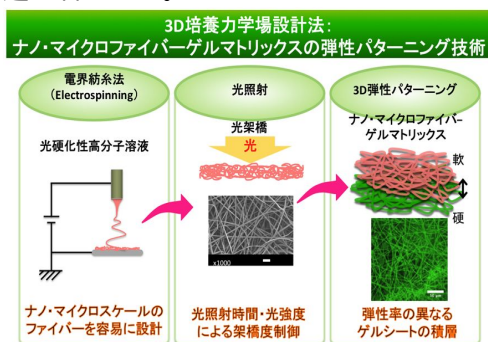 3D培養力学場設計法：
ナノ・マイクロファイバーゲルマトリックスの弾性パターニング技術
電界紡糸法
（Electrospinning）
光硬化性高分子溶液
ナノ・マイクロスケールの
ファイバーを容易に設計
光照射
光架橋
光
x1000
光照射時間・光強度
による架橋度制御
3D弾性パターニング
ナノ・マイクロファイバー
ゲルマトリックス
軟
硬
弾性率の異なる
ゲルシートの積層